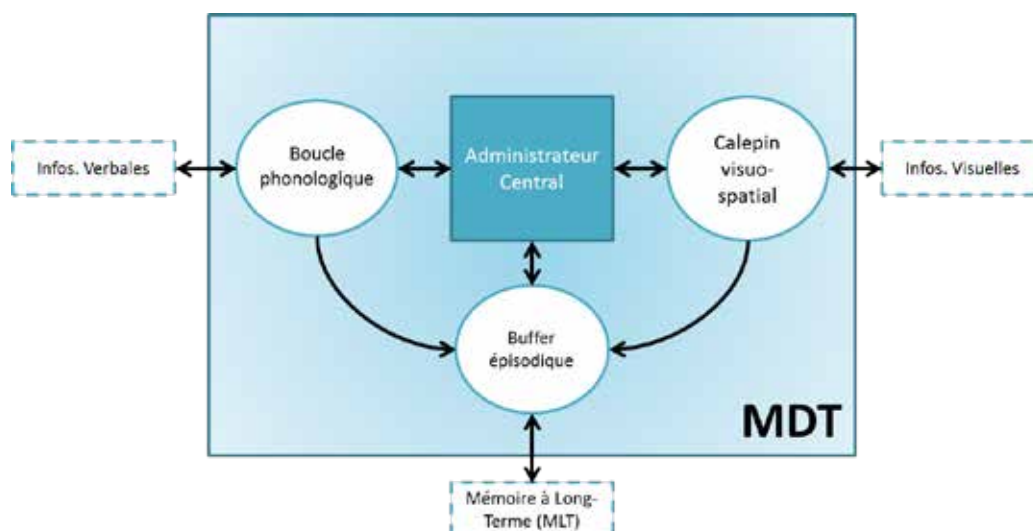 Infos. Verbales
Boucle
phonologique
Administrateur
Central
Calepin
visuo-
spatial
Infos. Visuelles
Buffer
épisodique
MDT
Mémoire à Long-
Terme (MLT)